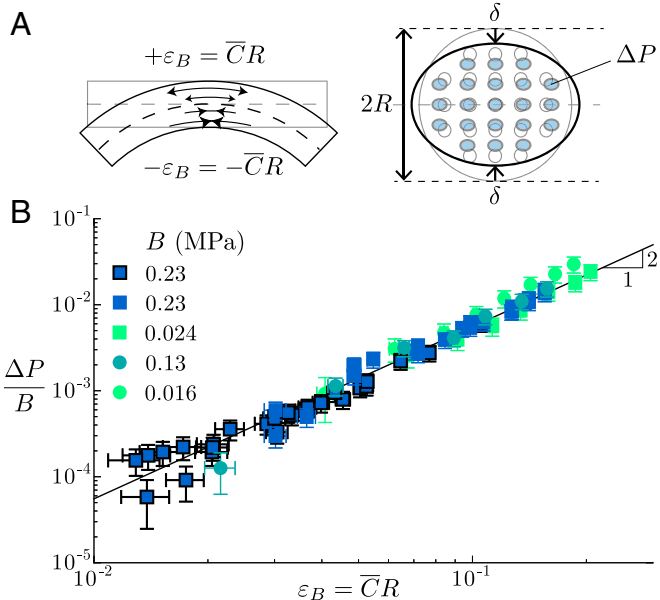 A
+ε_B = C̅R
−ε_B = −C̅R
δ
ΔP
2R
δ
B
10⁻¹
10⁻²
10⁻³
10⁻⁴
10⁻⁵
ΔP
B
B (MPa)
0.23
0.23
0.024
0.13
0.016
2
1
10⁻²
10⁻¹
ε_B = C̅R